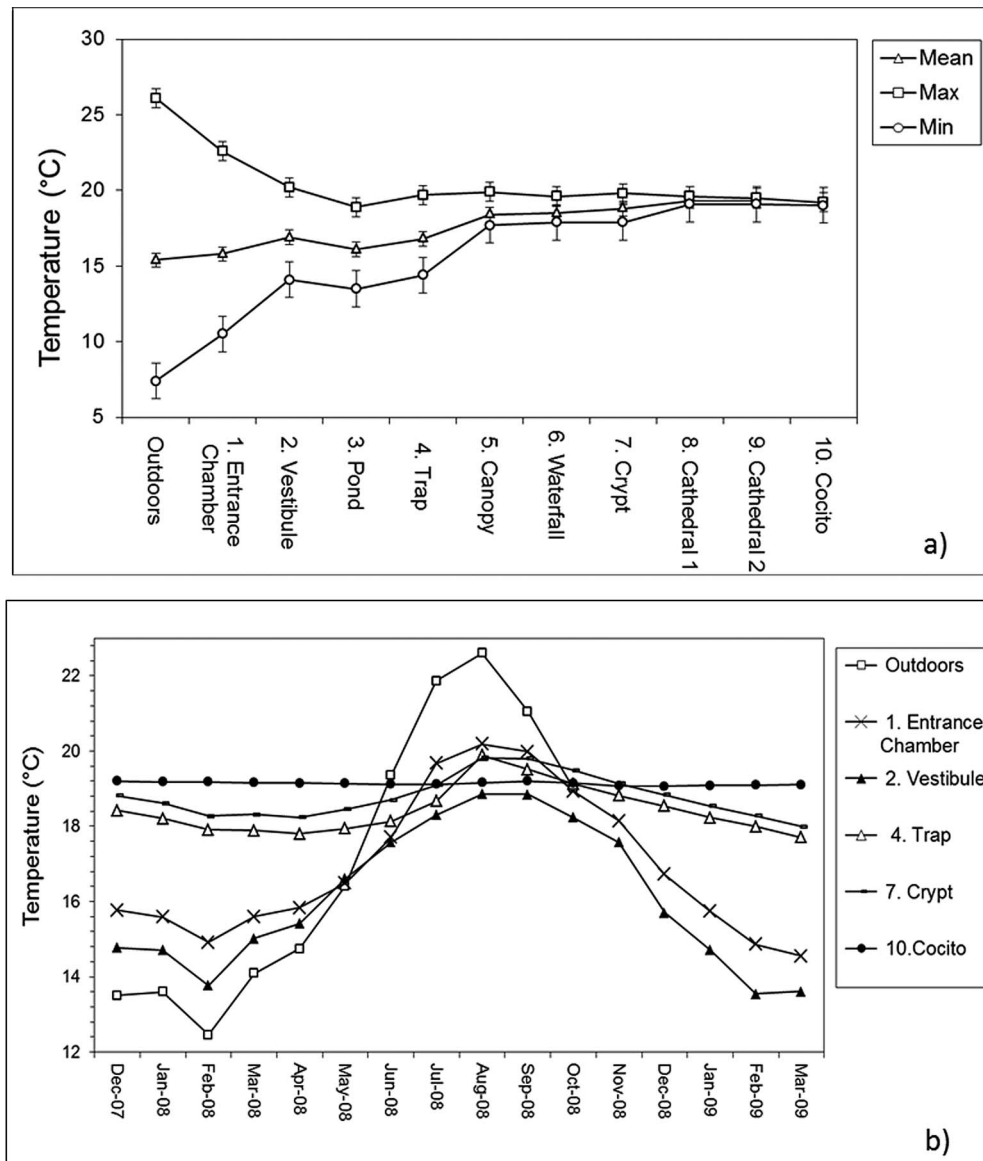 30
25
20
15
10
5
Temperature (°C)
Outdoors
1. Entrance
Chamber
2. Vestibule
3. Pond
4. Trap
5. Canopy
6. Waterfall
7. Crypt
8. Cathedral 1
9. Cathedral 2
10. Cocito
Mean
Max
Min
a)
22
20
18
16
14
12
Temperature (°C)
Dec-07
Jan-08
Feb-08
Mar-08
Apr-08
May-08
Jun-08
Jul-08
Aug-08
Sep-08
Oct-08
Nov-08
Dec-08
Jan-09
Feb-09
Mar-09
Outdoors
1. Entrance
Chamber
2. Vestibule
4. Trap
7. Crypt
10.Cocito
b)